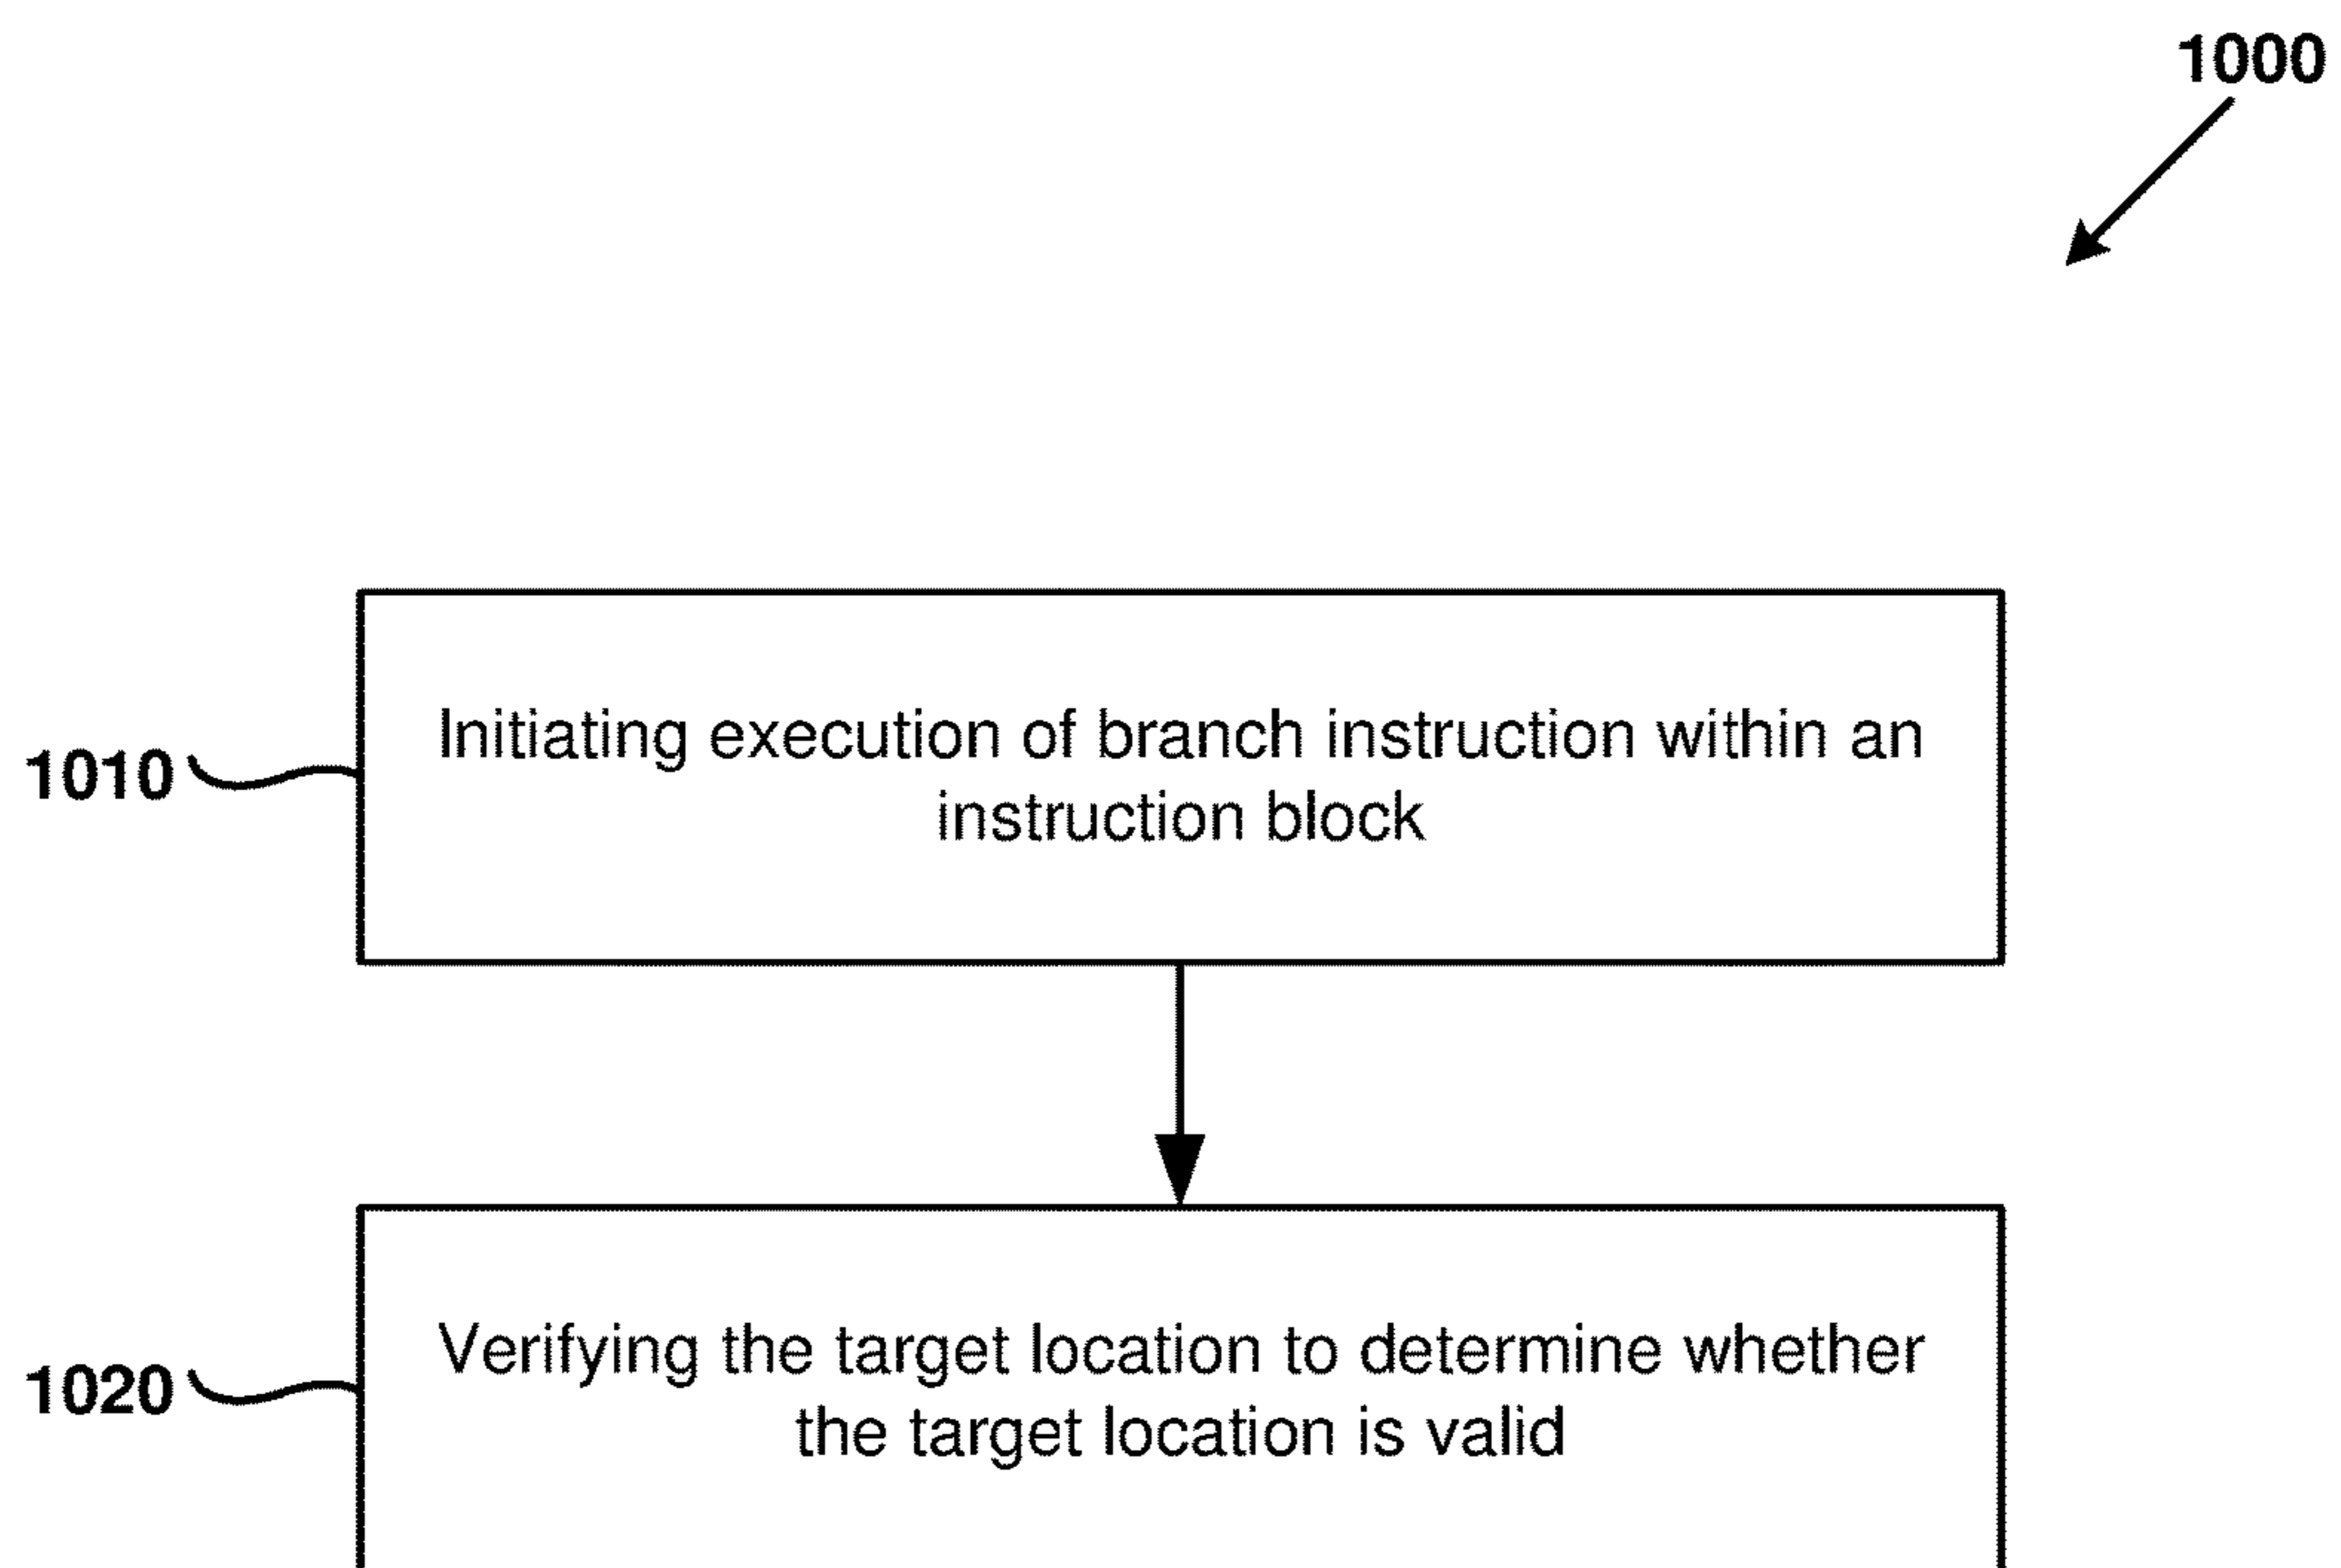 1000
1010
Initiating execution of branch instruction within an
instruction block
1020
Verifying the target location to determine whether
the target location is valid